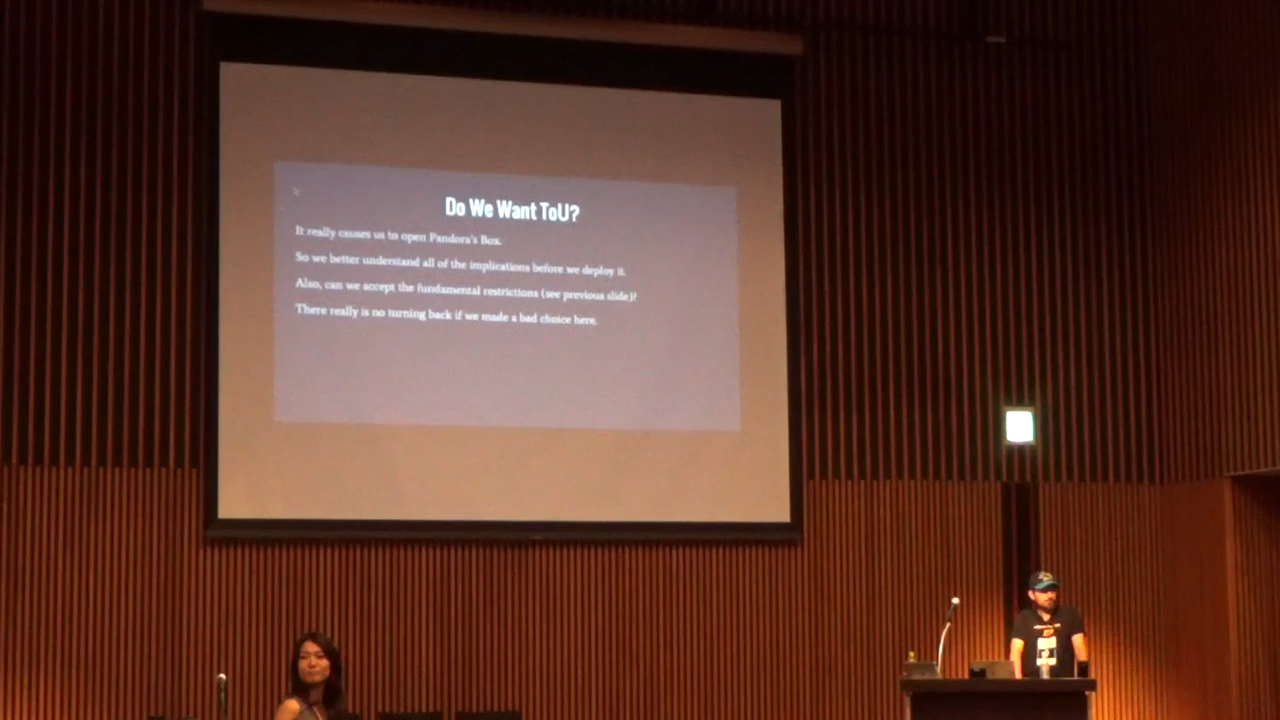 Do We Want ToU?
It really causes us to open Pandora's Box.
So we better understand all of the implications before we deploy it.
Also, can we accept the fundamental restrictions (see previous slide)?
There really is no turning back if we made a bad choice here.